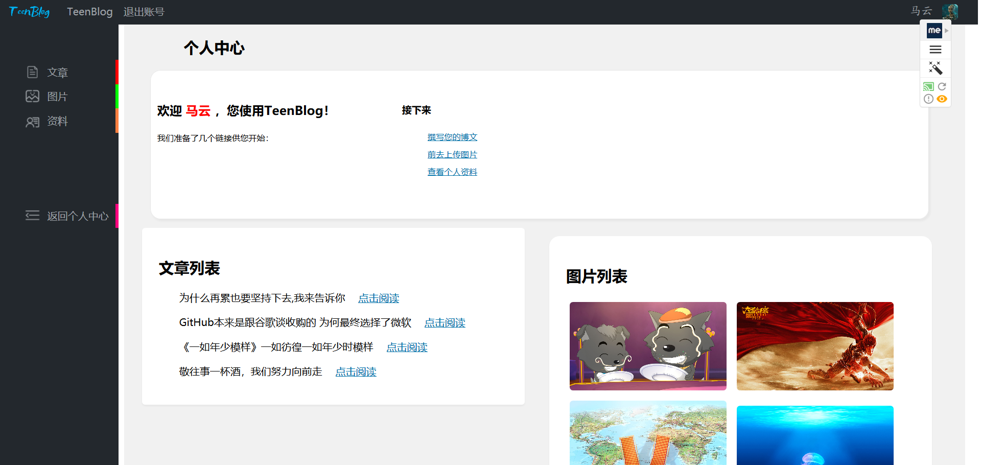 TeenBlog TeenBlog 退出账号 马云
me
文章
图片
资料
返回个人中心
个人中心
欢迎 马云 ，您使用TeenBlog！
我们准备了几个链接供您开始：
接下来
撰写您的博文
前去上传图片
查看个人资料
文章列表
为什么再累也要坚持下去,我来告诉你 点击阅读
GitHub本来是跟谷歌谈收购的 为何最终选择了微软 点击阅读
《一如年少模样》一如彷徨一如年少时模样 点击阅读
敬往事一杯酒，我们努力向前走 点击阅读
图片列表